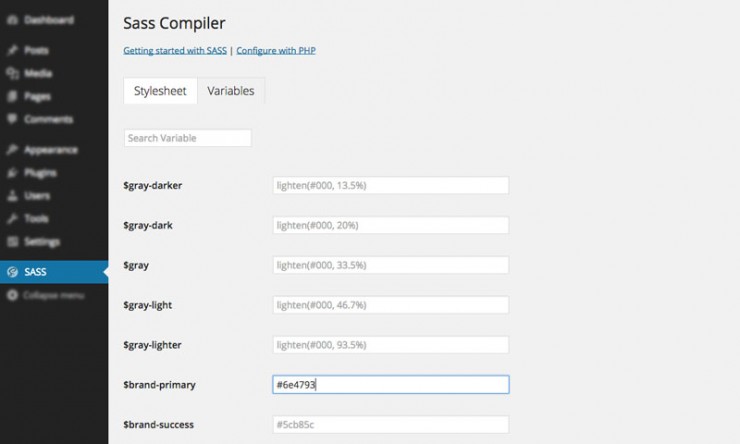 Dashboard
Posts
Media
Pages
Comments
Appearance
Plugins
Users
Tools
Settings
SASS
Collapse menu
Sass Compiler
Getting started with SASS | Configure with PHP
Stylesheet Variables
Search Variable
$gray-darker lighten(#000, 13.5%)
$gray-dark lighten(#000, 20%)
$gray lighten(#000, 33.5%)
$gray-light lighten(#000, 46.7%)
$gray-lighter lighten(#000, 93.5%)
$brand-primary #6e4793
$brand-success #5cb85c